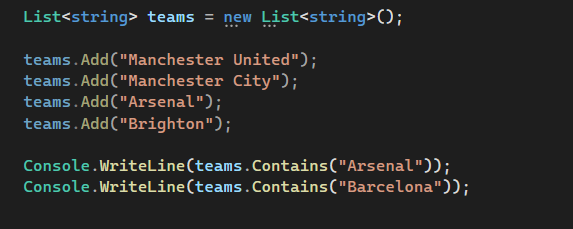 List<string> teams = new List<string>();
teams.Add("Manchester United");
teams.Add("Manchester City");
teams.Add("Arsenal");
teams.Add("Brighton");
Console.WriteLine(teams.Contains("Arsenal"));
Console.WriteLine(teams.Contains("Barcelona"));